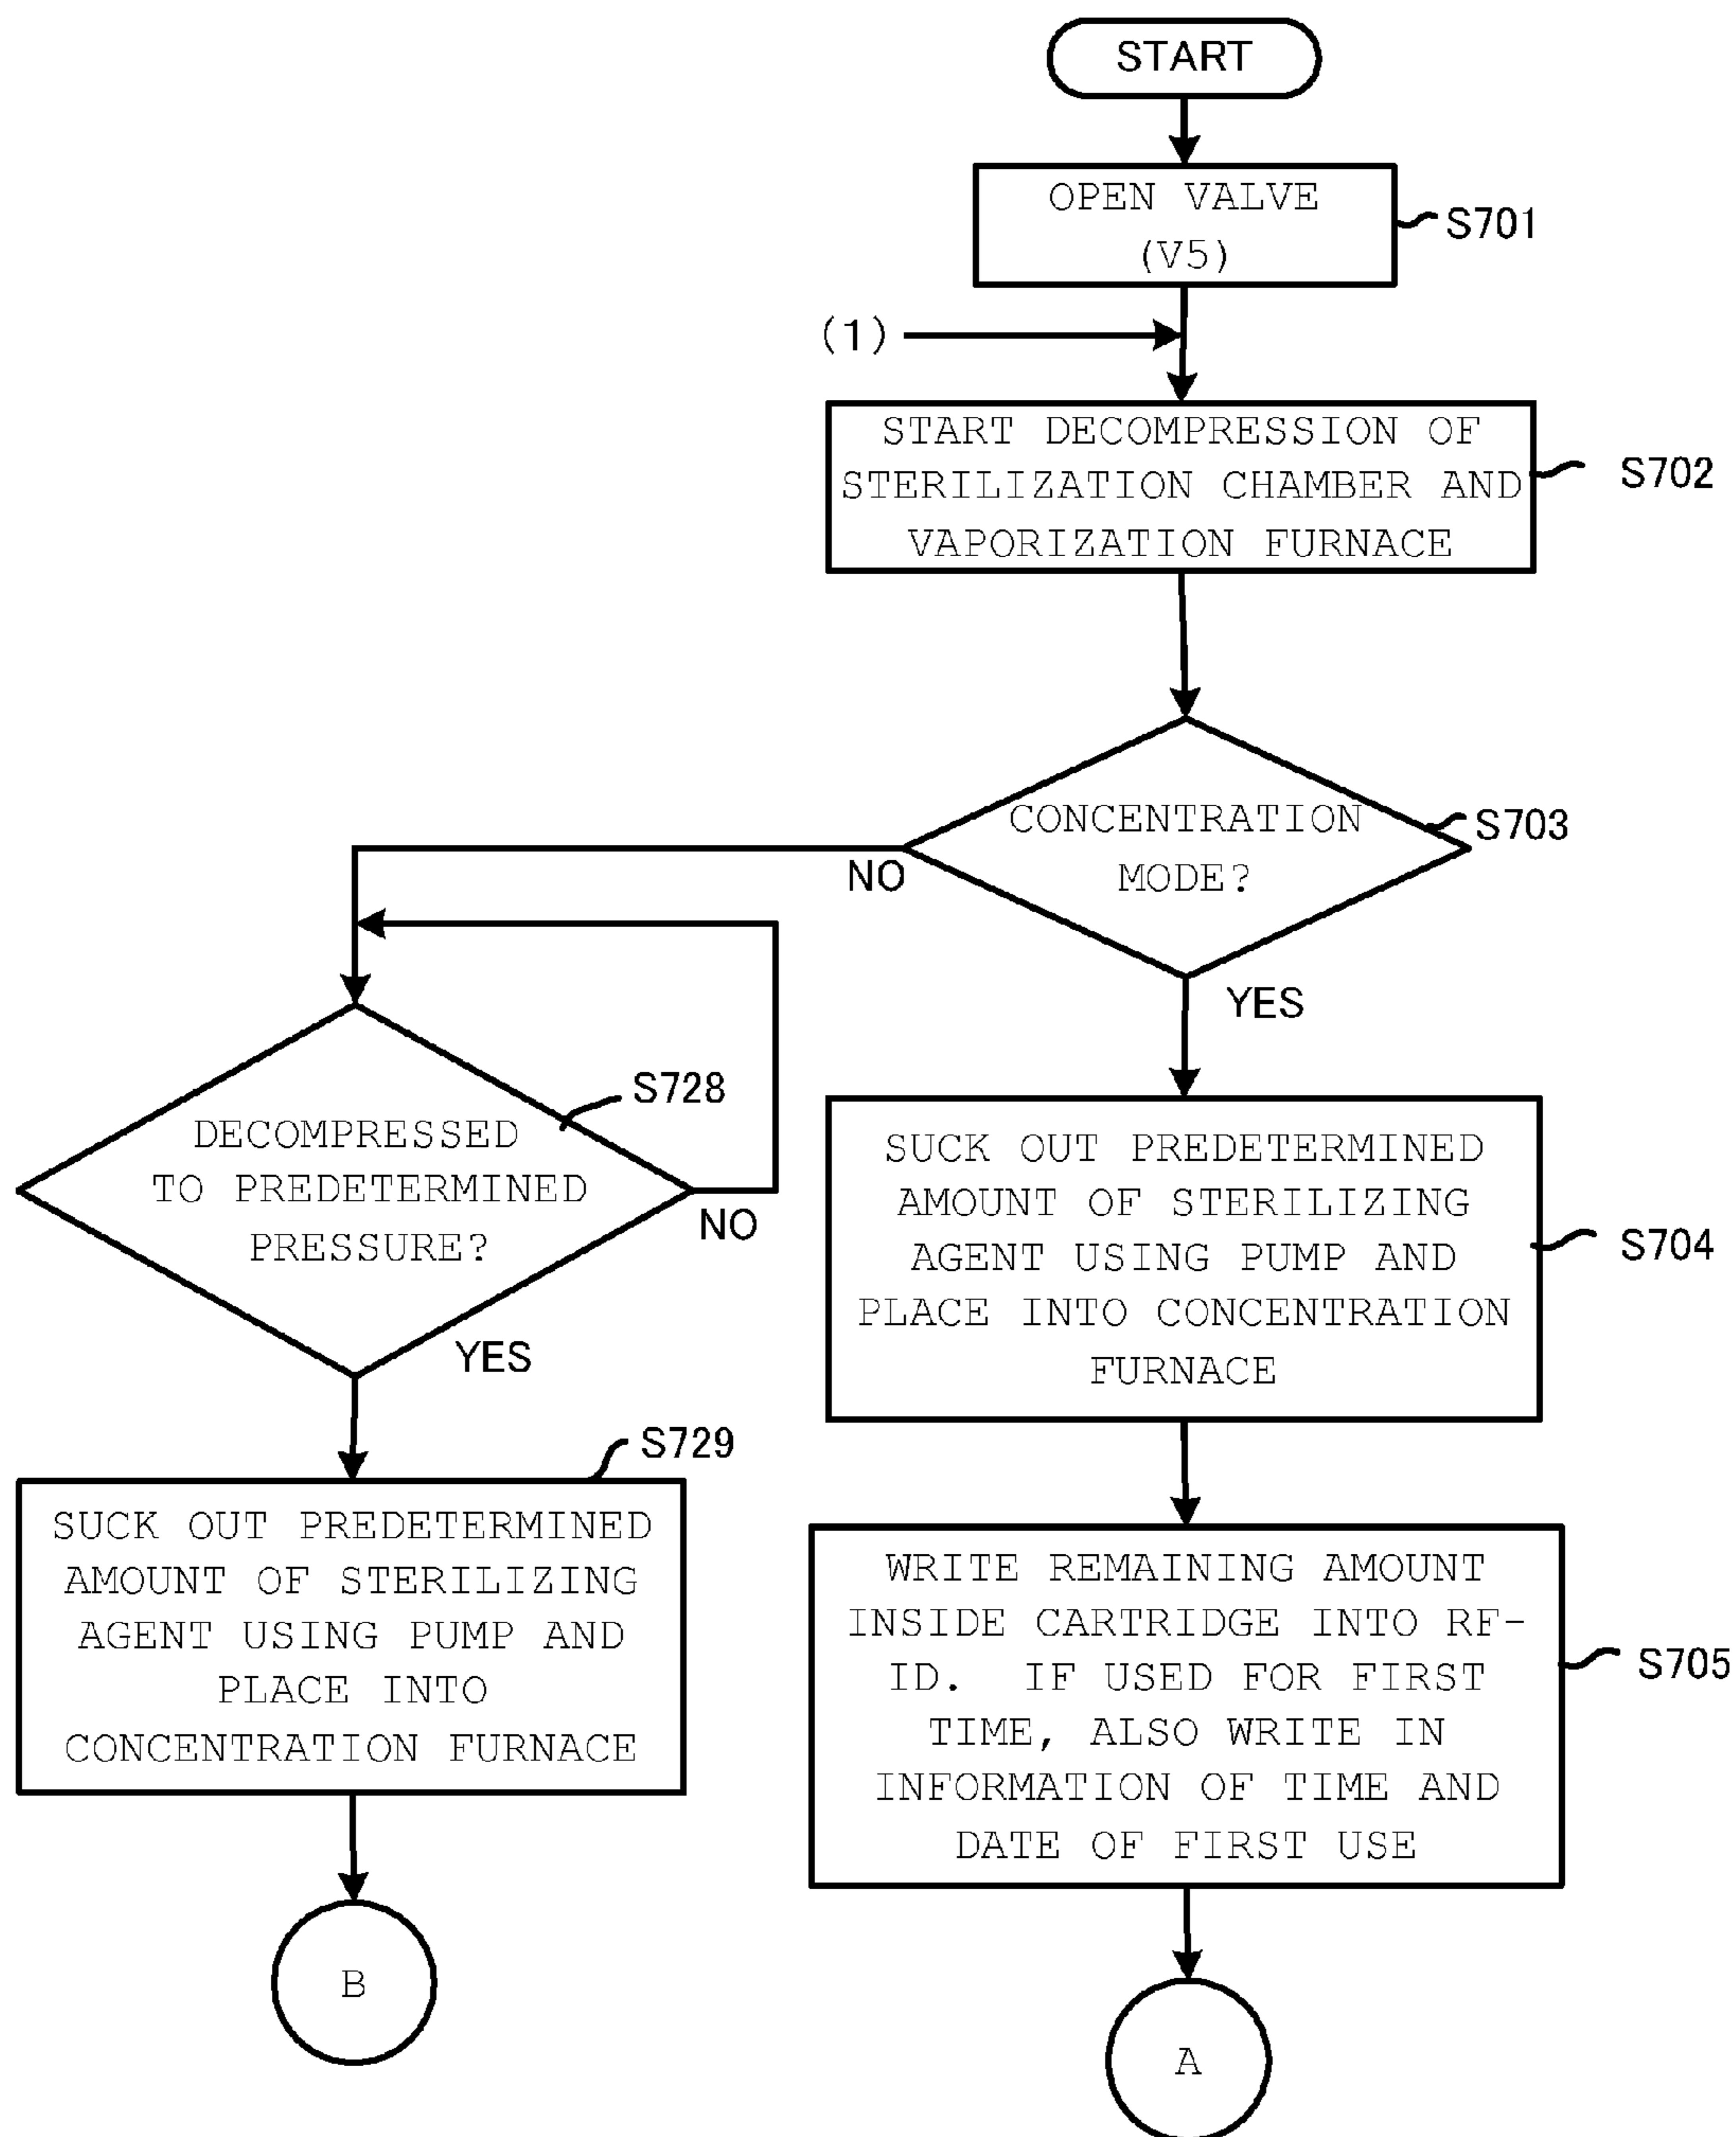 START
OPEN VALVE
(V5)
S701
(1)
START DECOMPRESSION OF
STERILIZATION CHAMBER AND
VAPORIZATION FURNACE
S702
CONCENTRATION
MODE?
S703
NO
YES
DECOMPRESSED
TO PREDETERMINED
PRESSURE?
S728
NO
YES
SUCK OUT PREDETERMINED
AMOUNT OF STERILIZING
AGENT USING PUMP AND
PLACE INTO CONCENTRATION
FURNACE
S704
S729
SUCK OUT PREDETERMINED
AMOUNT OF STERILIZING
AGENT USING PUMP AND
PLACE INTO
CONCENTRATION FURNACE
WRITE REMAINING AMOUNT
INSIDE CARTRIDGE INTO RF-
ID. IF USED FOR FIRST
TIME, ALSO WRITE IN
INFORMATION OF TIME AND
DATE OF FIRST USE
S705
B
A